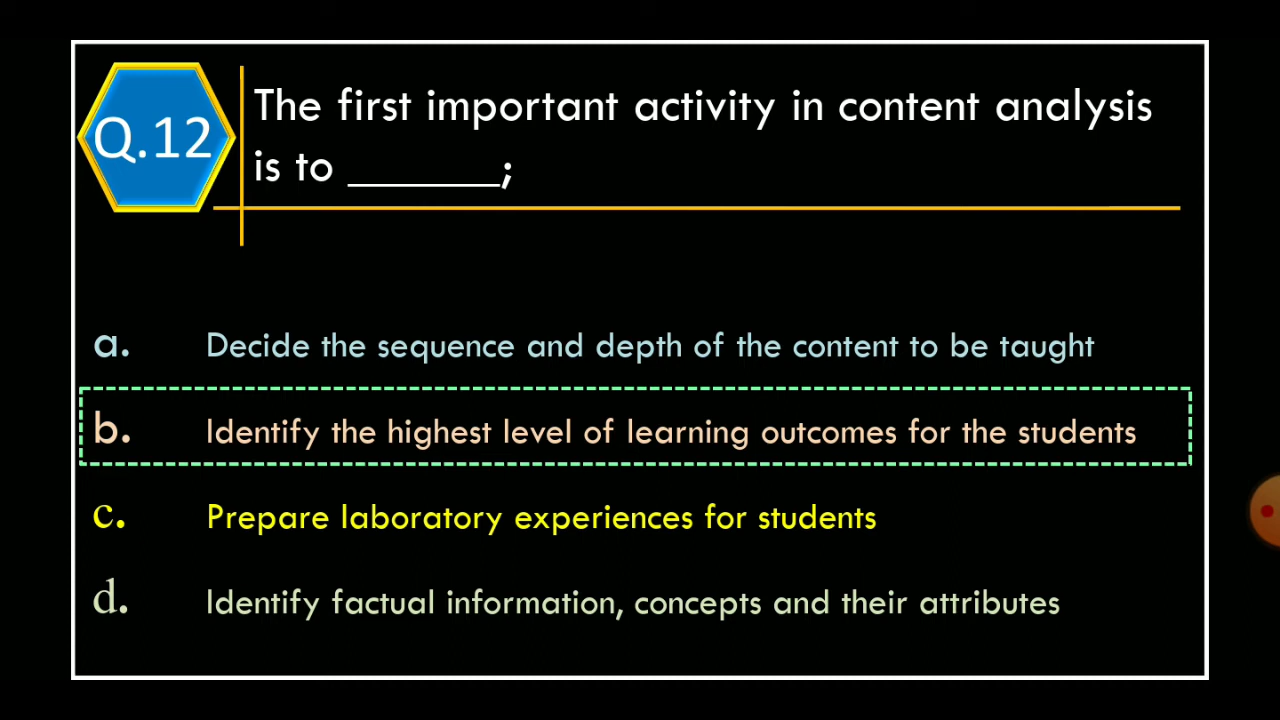 Q.12
The first important activity in content analysis
is to _______;
a. Decide the sequence and depth of the content to be taught
b. Identify the highest level of learning outcomes for the students
c. Prepare laboratory experiences for students
d. Identify factual information, concepts and their attributes